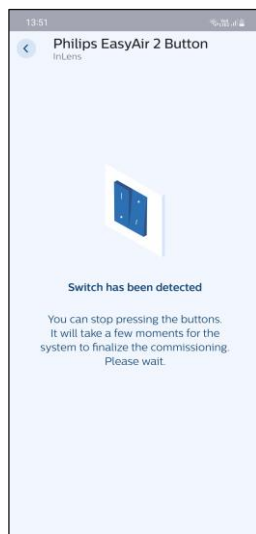 13:51
Philips EasyAir 2 Button
InLens
Switch has been detected
You can stop pressing the buttons.
It will take a few moments for the
system to finalize the commissioning.
Please wait.